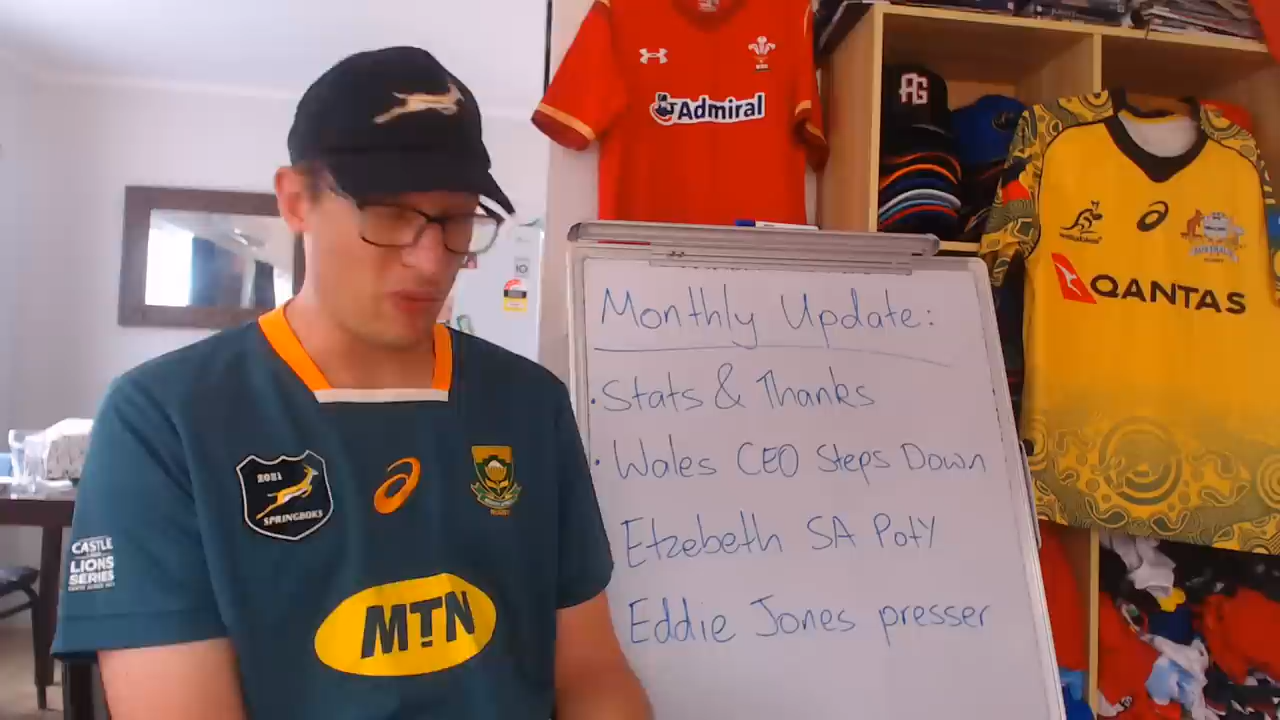 Admiral
AG
QANTAS
Monthly Update:
· Stats & Thanks
· Wales CEO Steps Down
Etzebeth SA PotY
Eddie Jones presser
2021
SPRINGBOKS
CASTLE
LIONS
SERIES
MTN